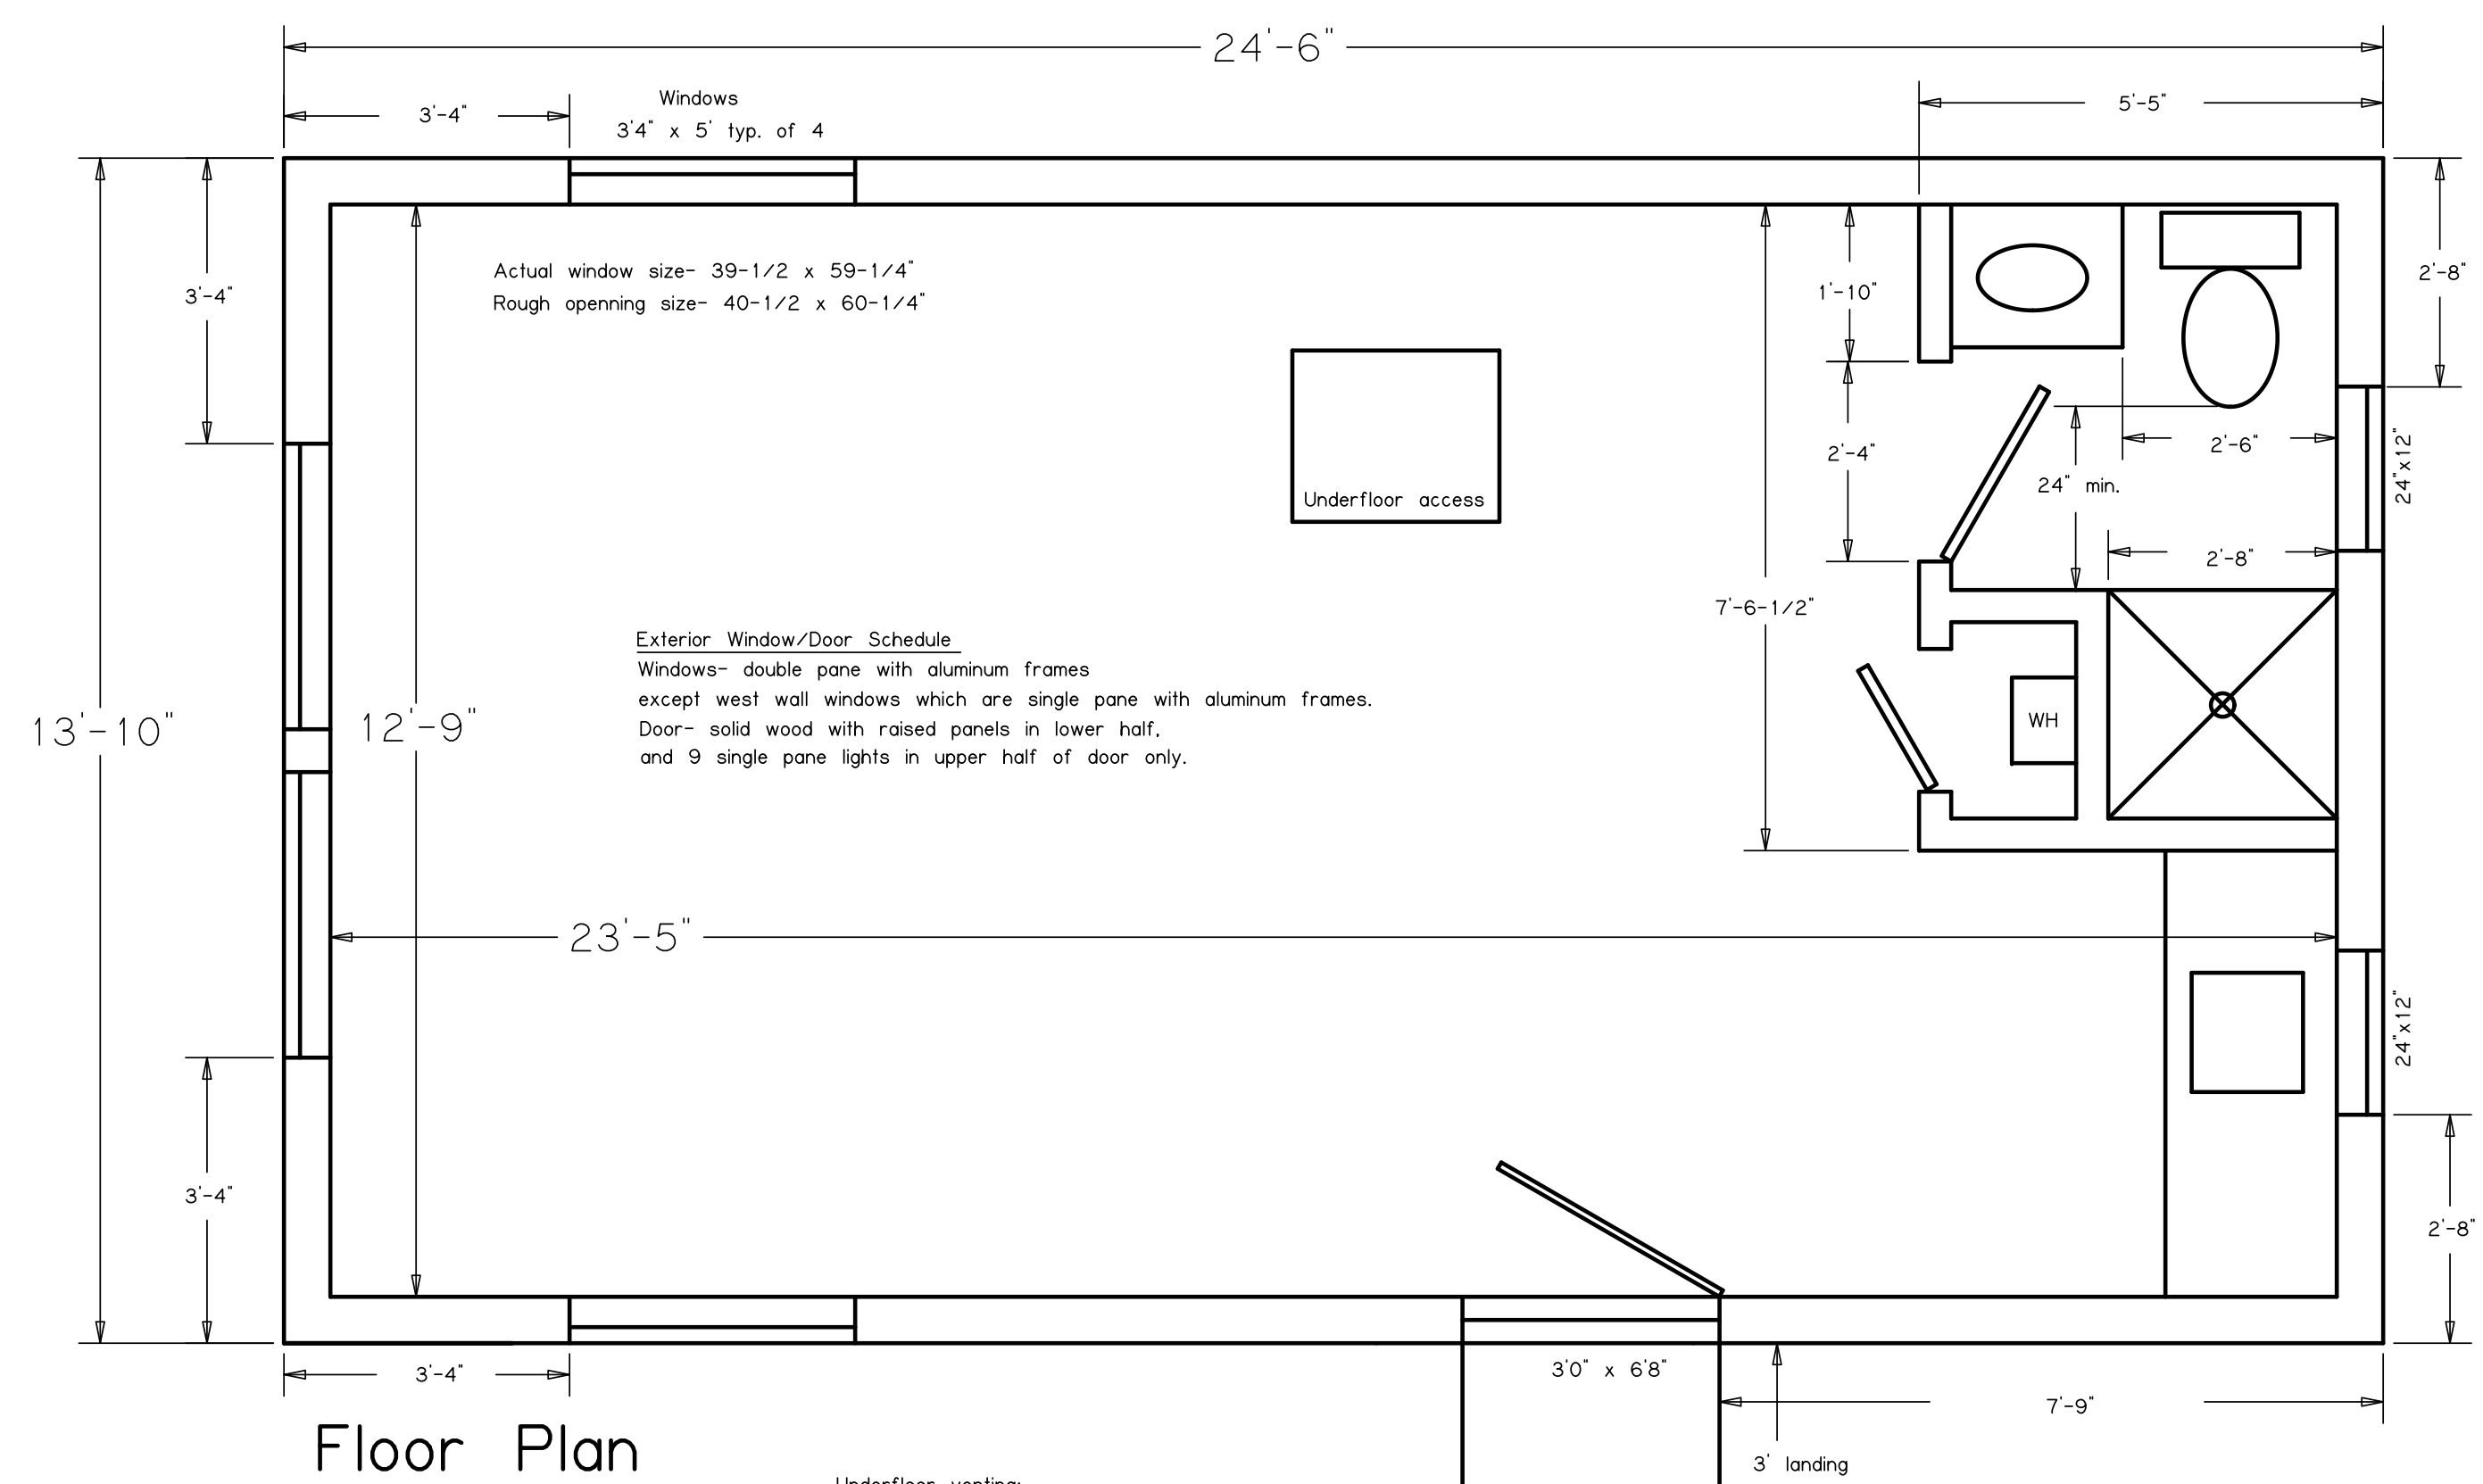 24'-6"
3'-4"
Windows
3'4" x 5' typ. of 4
5'-5"
Actual window size- 39-1/2 x 59-1/4"
Rough openning size- 40-1/2 x 60-1/4"
3'-4"
1'-10"
2'-8"
2'-4"
2'-6"
24"x12"
24" min.
Underfloor access
2'-8"
7'-6-1/2"
Exterior Window/Door Schedule
Windows- double pane with aluminum frames
except west wall windows which are single pane with aluminum frames.
Door- solid wood with raised panels in lower half,
and 9 single pane lights in upper half of door only.
13'-10"
12'-9"
WH
23'-5"
24"x12"
3'-4"
2'-8"
3'-4"
3'0" x 6'8"
7'-9"
Floor Plan
3' landing
Underfloor venting: